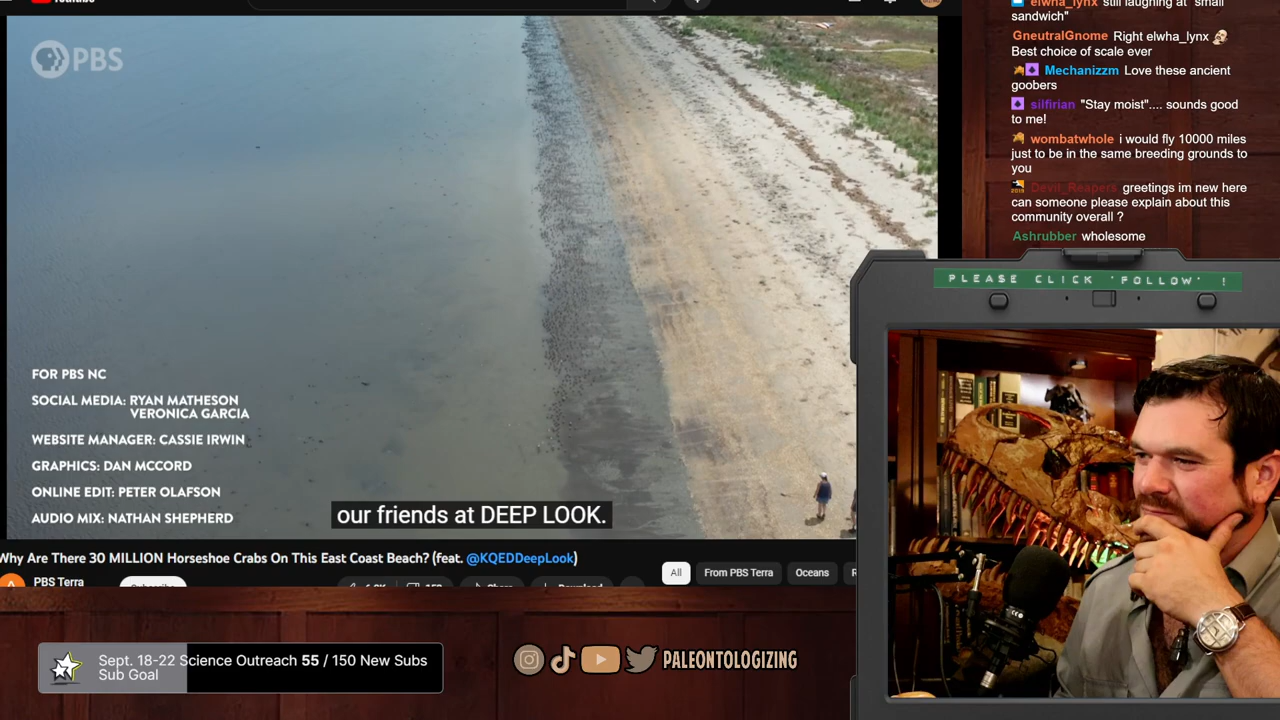 PBS
FOR PBS NC
SOCIAL MEDIA: RYAN MATHESON
VERONICA GARCIA
WEBSITE MANAGER: CASSIE IRWIN
GRAPHICS: DAN MCCORD
ONLINE EDIT: PETER OLAFSON
AUDIO MIX: NATHAN SHEPHERD
our friends at DEEP LOOK.
Why Are There 30 MILLION Horseshoe Crabs On This East Coast Beach? (feat. @KQEDDeepLook)
PBS Terra
All
From PBS Terra
Oceans
elwha_lynx still laughing at "small
sandwich"
GneutralGnome Right elwha_lynx
Best choice of scale ever
Mechanizzm Love these ancient
goobers
silfirian "Stay moist".... sounds good
to me!
wombatwhole i would fly 10000 miles
just to be in the same breeding grounds to
you
Devil_Reapers greetings im new here
can someone please explain about this
community overall ?
Ashrubber wholesome
PLEASE CLICK 'FOLLOW' !
Sept. 18-22 Science Outreach 55 / 150 New Subs
Sub Goal
PALEONTOLOGIZING